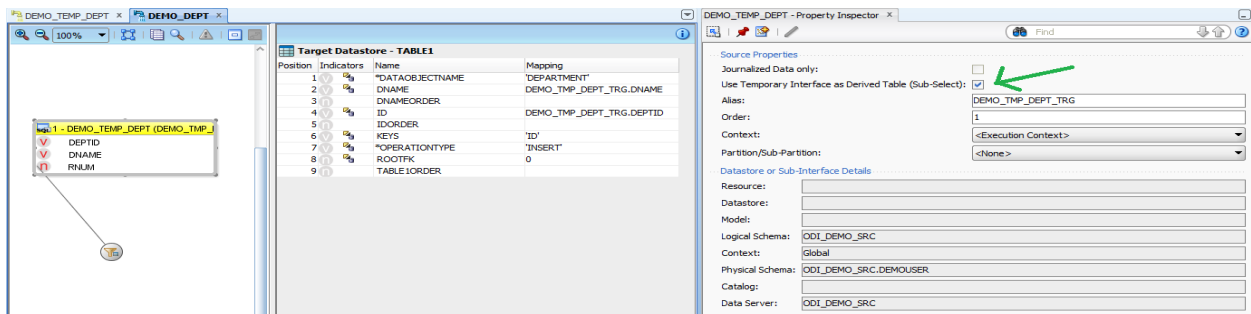 DEMO_TEMP_DEPT × DEMO_DEPT ×
100%
1 - DEMO_TEMP_DEPT (DEMO_TMP_
DEPTID
DNAME
RNUM
Target Datastore - TABLE1
Position Indicators Name Mapping
1 *DATAOBJECTNAME 'DEPARTMENT'
2 DNAME DEMO_TMP_DEPT_TRG.DNAME
3 DNAMEORDER
4 ID DEMO_TMP_DEPT_TRG.DEPTID
5 IDORDER
6 KEYS 'ID'
7 *OPERATIONTYPE 'INSERT'
8 ROOTFK 0
9 TABLE1ORDER
DEMO_TEMP_DEPT - Property Inspector ×
Find
Source Properties
Journalized Data only:
Use Temporary Interface as Derived Table (Sub-Select):
Alias: DEMO_TMP_DEPT_TRG
Order: 1
Context: <Execution Context>
Partition/Sub-Partition: <None>
Datastore or Sub-Interface Details
Resource:
Datastore:
Model:
Logical Schema: ODI_DEMO_SRC
Context: Global
Physical Schema: ODI_DEMO_SRC.DEMOUSER
Catalog:
Data Server: ODI_DEMO_SRC